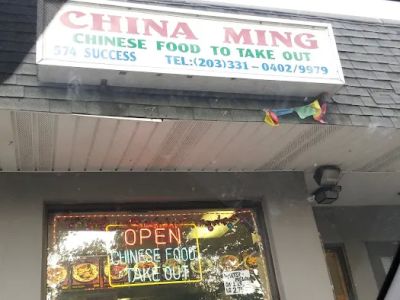 CHINA MING
CHINESE FOOD TO TAKE OUT
574 SUCCESS TEL:(203)331-0402/9979
OPEN
CHINESE FOOD
TAKE OUT